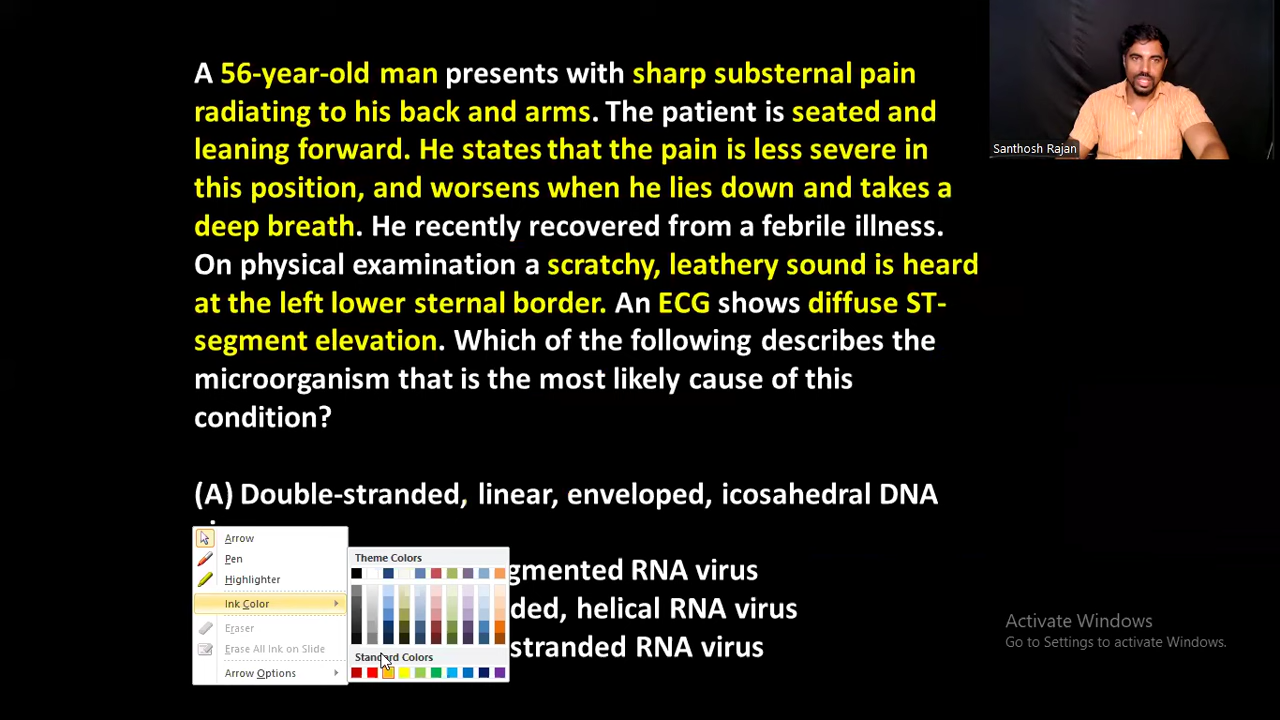 A 56-year-old man presents with sharp substernal pain
radiating to his back and arms. The patient is seated and
leaning forward. He states that the pain is less severe in
this position, and worsens when he lies down and takes a
deep breath. He recently recovered from a febrile illness.
On physical examination a scratchy, leathery sound is heard
at the left lower sternal border. An ECG shows diffuse ST-
segment elevation. Which of the following describes the
microorganism that is the most likely cause of this
condition?
(A) Double-stranded, linear, enveloped, icosahedral DNA
gmented RNA virus
ded, helical RNA virus
stranded RNA virus
Arrow
Pen
Highlighter
Ink Color
Eraser
Erase All Ink on Slide
Arrow Options
Theme Colors
Standard Colors
Santhosh Rajan
Activate Windows
Go to Settings to activate Windows.